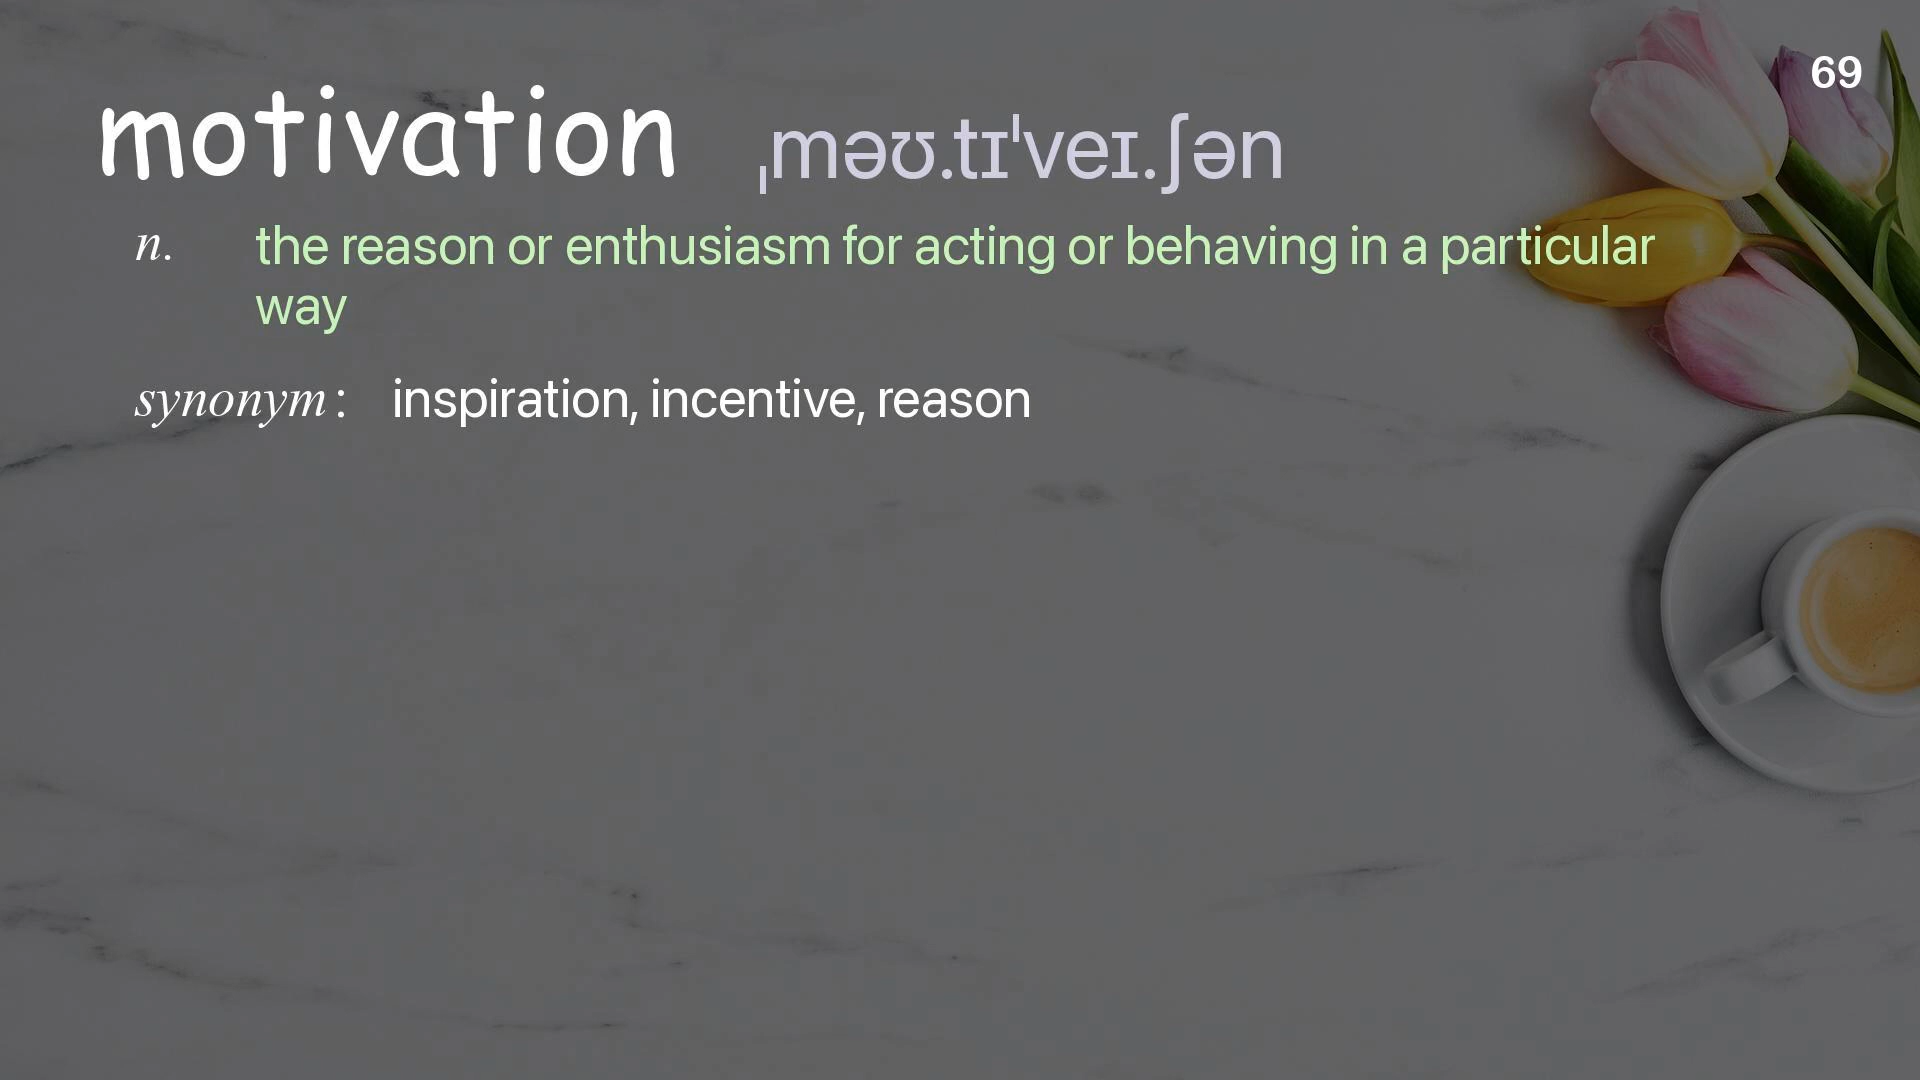 69
motivation ˌməʊ.tɪˈveɪ.ʃən
n. the reason or enthusiasm for acting or behaving in a particular
way
synonym: inspiration, incentive, reason